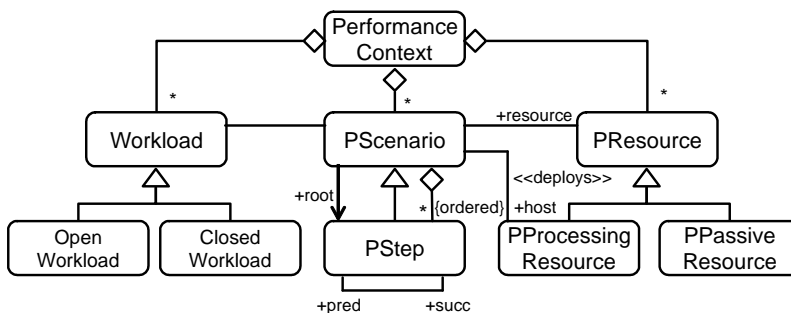 Performance
Context
*
*
*
Workload
PScenario
+resource
PResource
<<deploys>>
+root
*
{ordered}
+host
Open
Workload
Closed
Workload
PStep
PProcessing
Resource
PPassive
Resource
+pred
+succ